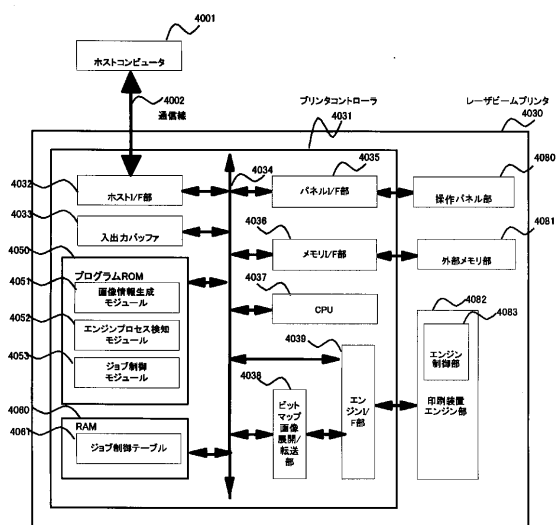 4001
ホストコンピュータ
4002
通信線
プリンタコントローラ
4031
レーザビームプリンタ
4030
4032
ホストI/F部
4034
4035
パネルI/F部
4080
操作パネル部
4033
入出力バッファ
4036
メモリI/F部
4081
外部メモリ部
4050
プログラムROM
4051
画像情報生成
モジュール
4052
エンジンプロセス検知
モジュール
4053
ジョブ制御
モジュール
4037
CPU
4082
4083
エンジン
制御部
印刷装置
エンジン部
4039
エンジンI/
F部
4038
ビット
マップ
画像
展開/
転送
部
4060
RAM
4061
ジョブ制御テーブル